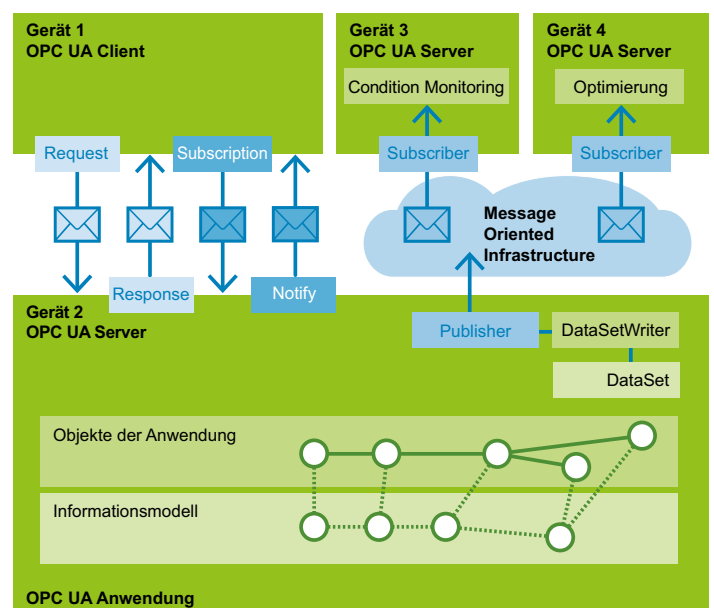 Gerät 1
OPC UA Client
Gerät 3
OPC UA Server
Gerät 4
OPC UA Server
Condition Monitoring
Optimierung
Request
Subscription
Subscriber
Subscriber
Message
Oriented
Infrastructure
Response
Notify
Gerät 2
OPC UA Server
Publisher
DataSetWriter
DataSet
Objekte der Anwendung
Informationsmodell
OPC UA Anwendung